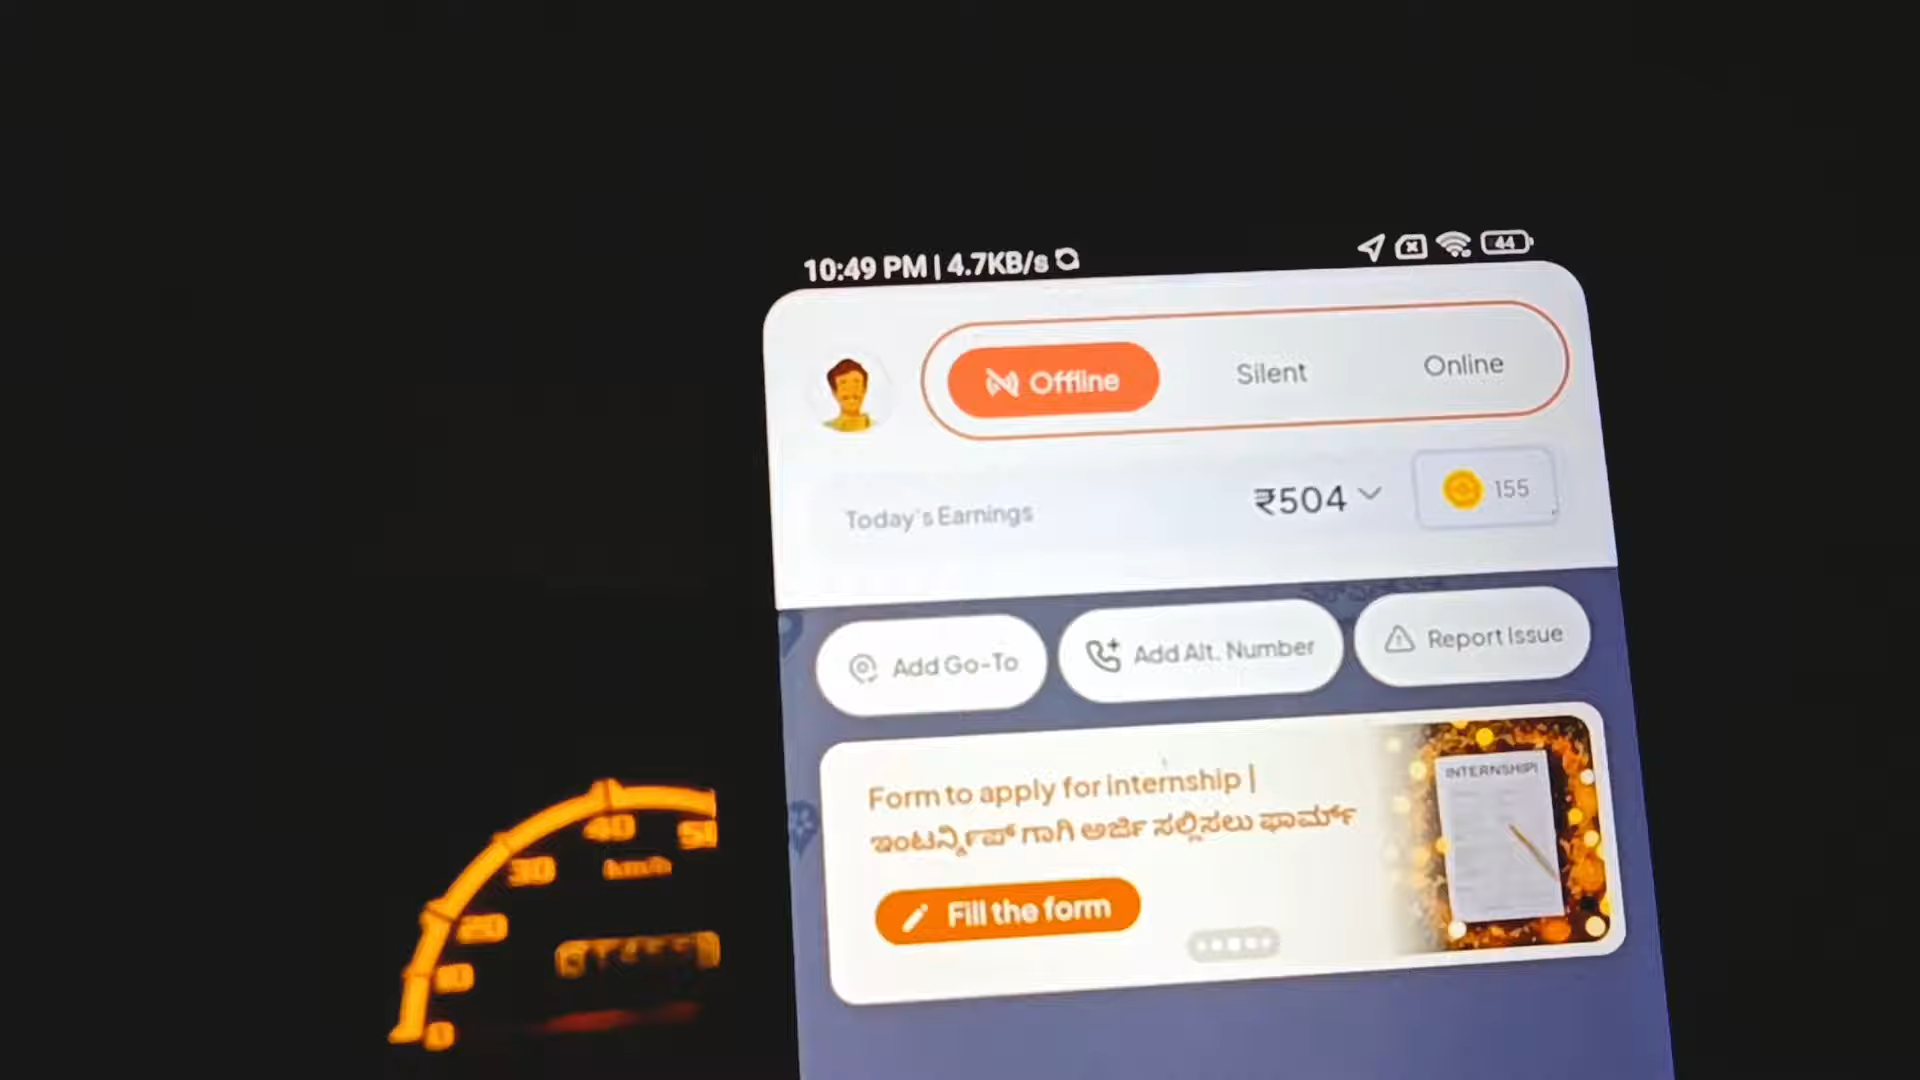 10:49 PM | 4.7KB/s
44
Offline
Silent
Online
Today's Earnings
₹504
155
Add Go-To
Add Alt. Number
Report Issue
Form to apply for internship |
ಇಂಟರ್ನ್ಶಿಪ್ ಗಾಗಿ ಅರ್ಜಿ ಸಲ್ಲಿಸಲು ಫಾರ್ಮ್
INTERNSHIP
Fill the form
40
50
30
km/h
20
0